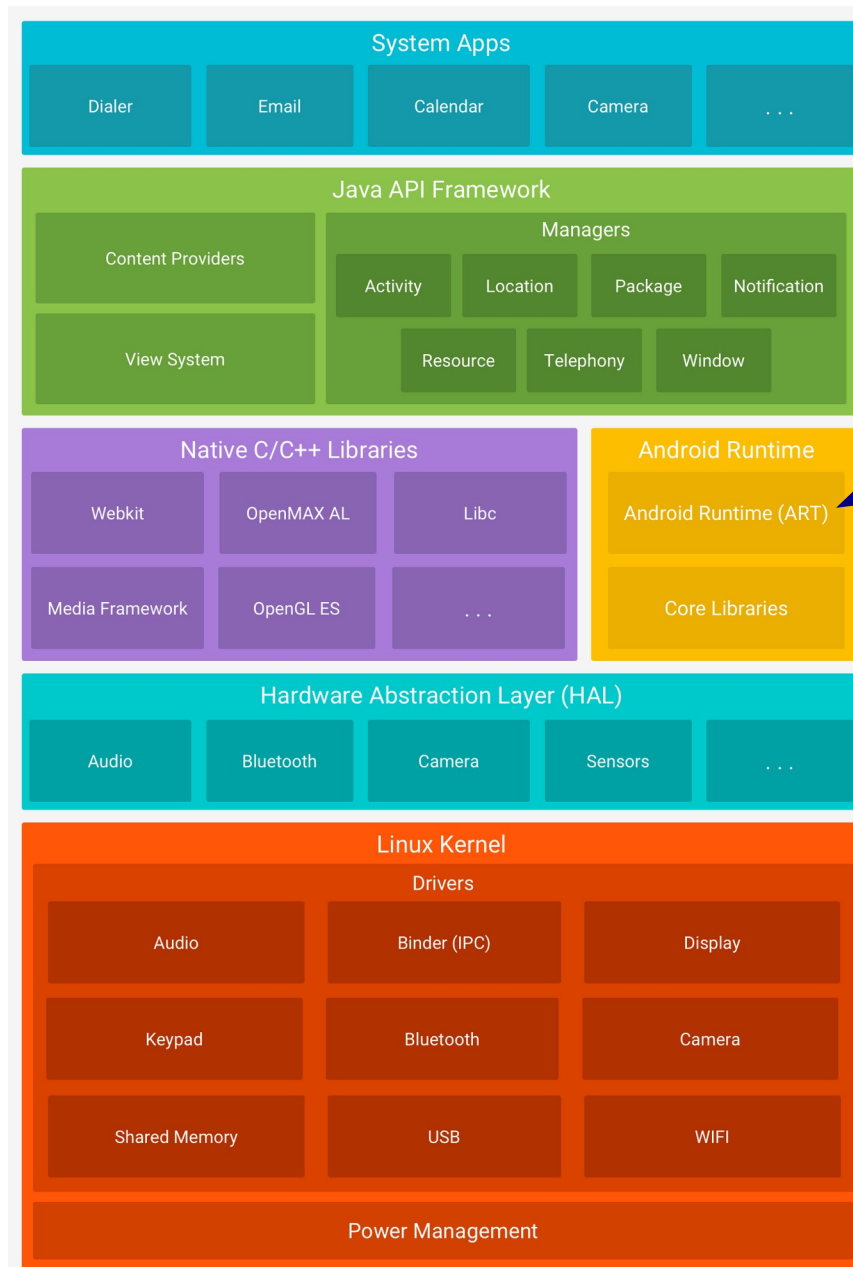 System Apps
Dialer Email Calendar Camera . . .
Java API Framework
Content Providers
View System
Managers
Activity Location Package Notification
Resource Telephony Window
Native C/C++ Libraries
Webkit OpenMAX AL Libc
Media Framework OpenGL ES . . .
Android Runtime
Android Runtime (ART)
Core Libraries
Hardware Abstraction Layer (HAL)
Audio Bluetooth Camera Sensors . . .
Linux Kernel
Drivers
Audio Binder (IPC) Display
Keypad Bluetooth Camera
Shared Memory USB WIFI
Power Management